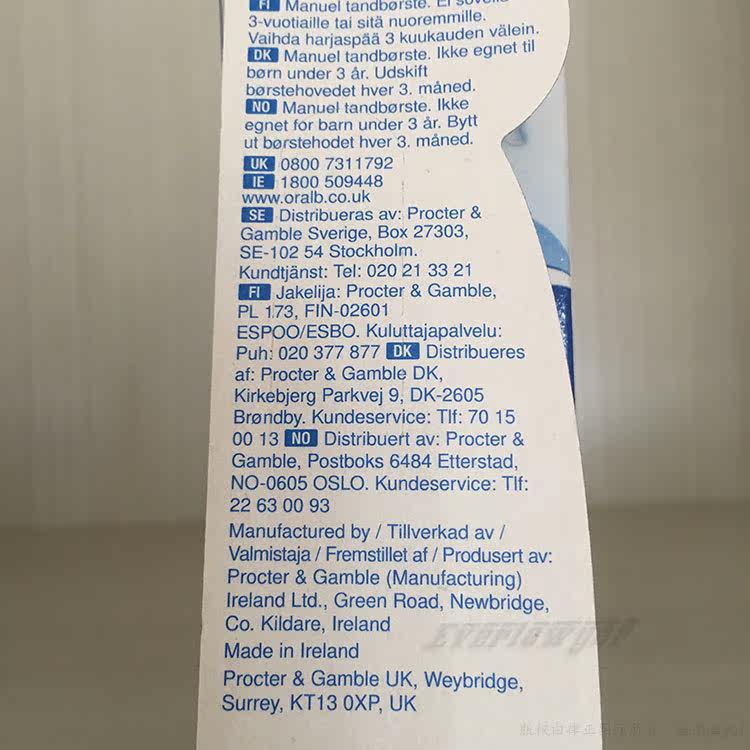 FI Manuel tandbørste. Ei sovellu
3-vuotiaille tai sitä nuoremmille.
Vaihda harjaspää 3 kuukauden välein.
DK Manuel tandbørste. Ikke egnet til
børn under 3 år. Udskift
børstehovedet hver 3. måned.
NO Manuel tandbørste. Ikke
egnet for barn under 3 år. Bytt
ut børstehodet hver 3. måned.
UK 0800 7311792
IE 1800 509448
www.oralb.co.uk
SE Distribueras av: Procter &
Gamble Sverige, Box 27303,
SE-102 54 Stockholm.
Kundtjänst: Tel: 020 21 33 21
FI Jakelija: Procter & Gamble,
PL 173, FIN-02601
ESPOO/ESBO. Kuluttajapalvelu:
Puh: 020 377 877 DK Distribueres
af: Procter & Gamble DK,
Kirkebjerg Parkvej 9, DK-2605
Brøndby. Kundeservice: Tlf: 70 15
00 13 NO Distribuert av: Procter &
Gamble, Postboks 6484 Etterstad,
NO-0605 OSLO. Kundeservice: Tlf:
22 63 00 93
Manufactured by / Tillverkad av /
Valmistaja / Fremstillet af / Produsert av:
Procter & Gamble (Manufacturing)
Ireland Ltd., Green Road, Newbridge,
Co. Kildare, Ireland
Made in Ireland
Procter & Gamble UK, Weybridge,
Surrey, KT13 0XP, UK